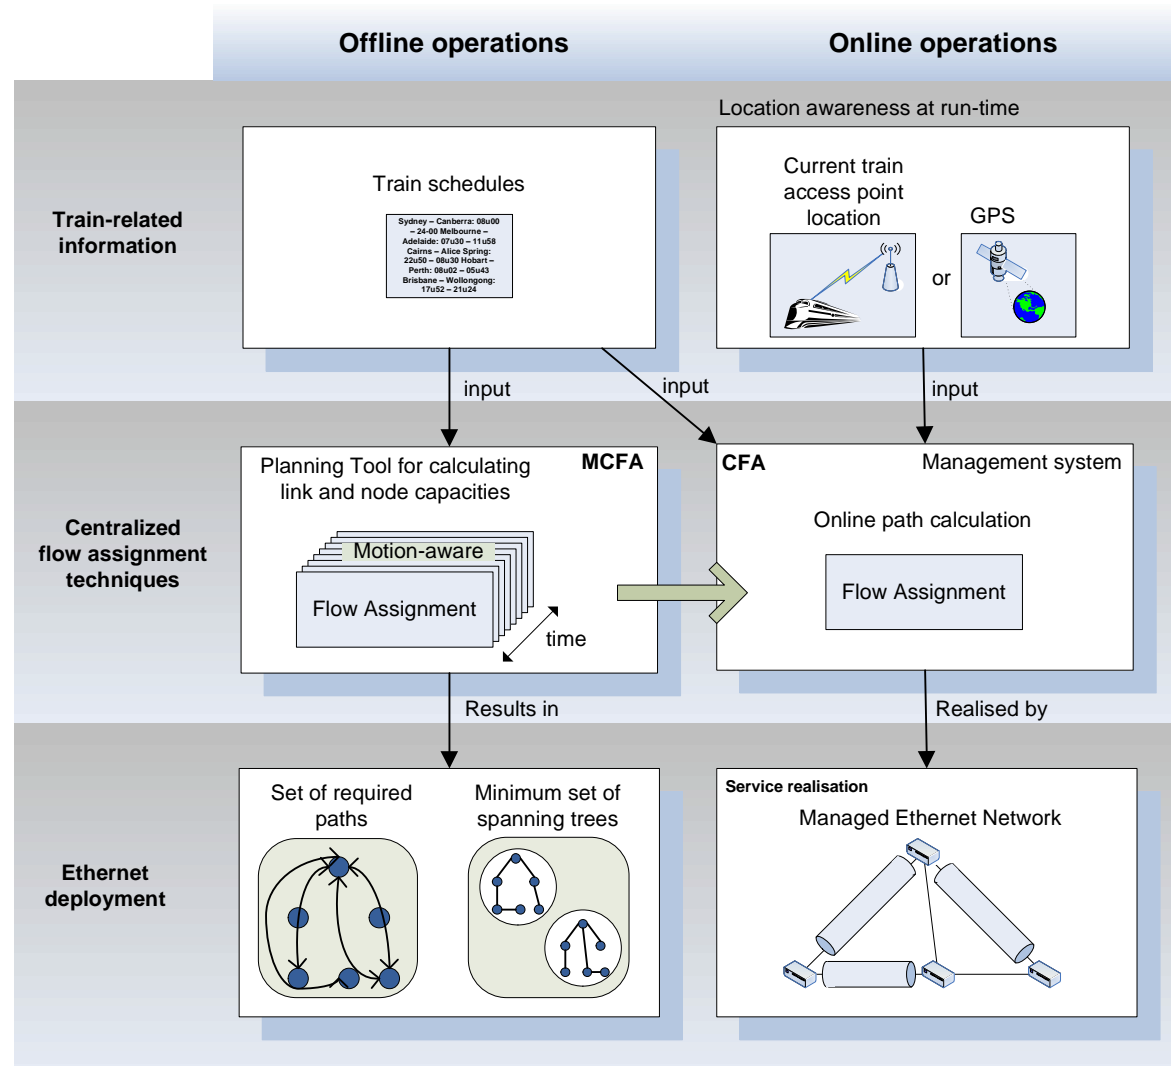 Offline operations
Online operations
Train-related
information
Train schedules
Sydney – Canberra: 08u00
– 24-00 Melbourne –
Adelaide: 07u30 – 11u58
Cairns – Alice Spring:
22u50 – 08u30 Hobart –
Perth: 08u02 – 05u43
Brisbane – Wollongong:
17u52 – 21u24
Location awareness at run-time
Current train
access point
location
or
GPS
input
input
input
Centralized
flow assignment
techniques
Planning Tool for calculating
link and node capacities
MCFA
Motion-aware
Flow Assignment
time
CFA
Management system
Online path calculation
Flow Assignment
Results in
Realised by
Ethernet
deployment
Set of required
paths
Minimum set of
spanning trees
Service realisation
Managed Ethernet Network